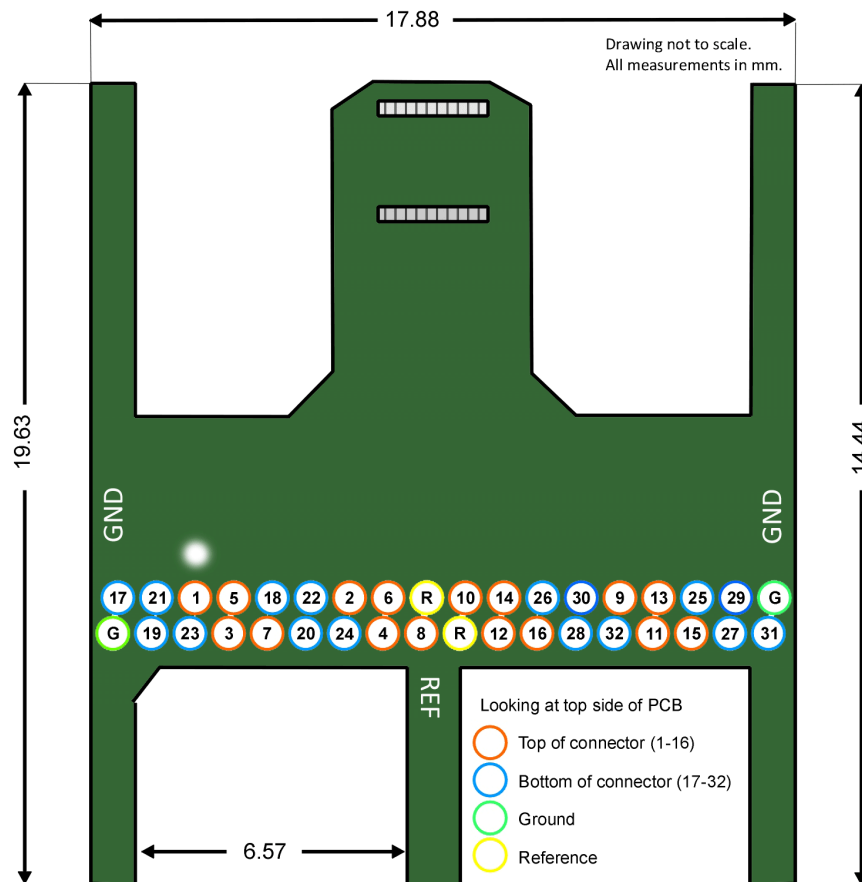 17.88
Drawing not to scale.
All measurements in mm.
19.63
14.44
GND
GND
17 21 1 5 18 22 2 6 R 10 14 26 30 9 13 25 29 G
G 19 23 3 7 20 24 4 8 R 12 16 28 32 11 15 27 31
REF
Looking at top side of PCB
Top of connector (1-16)
Bottom of connector (17-32)
Ground
Reference
6.57